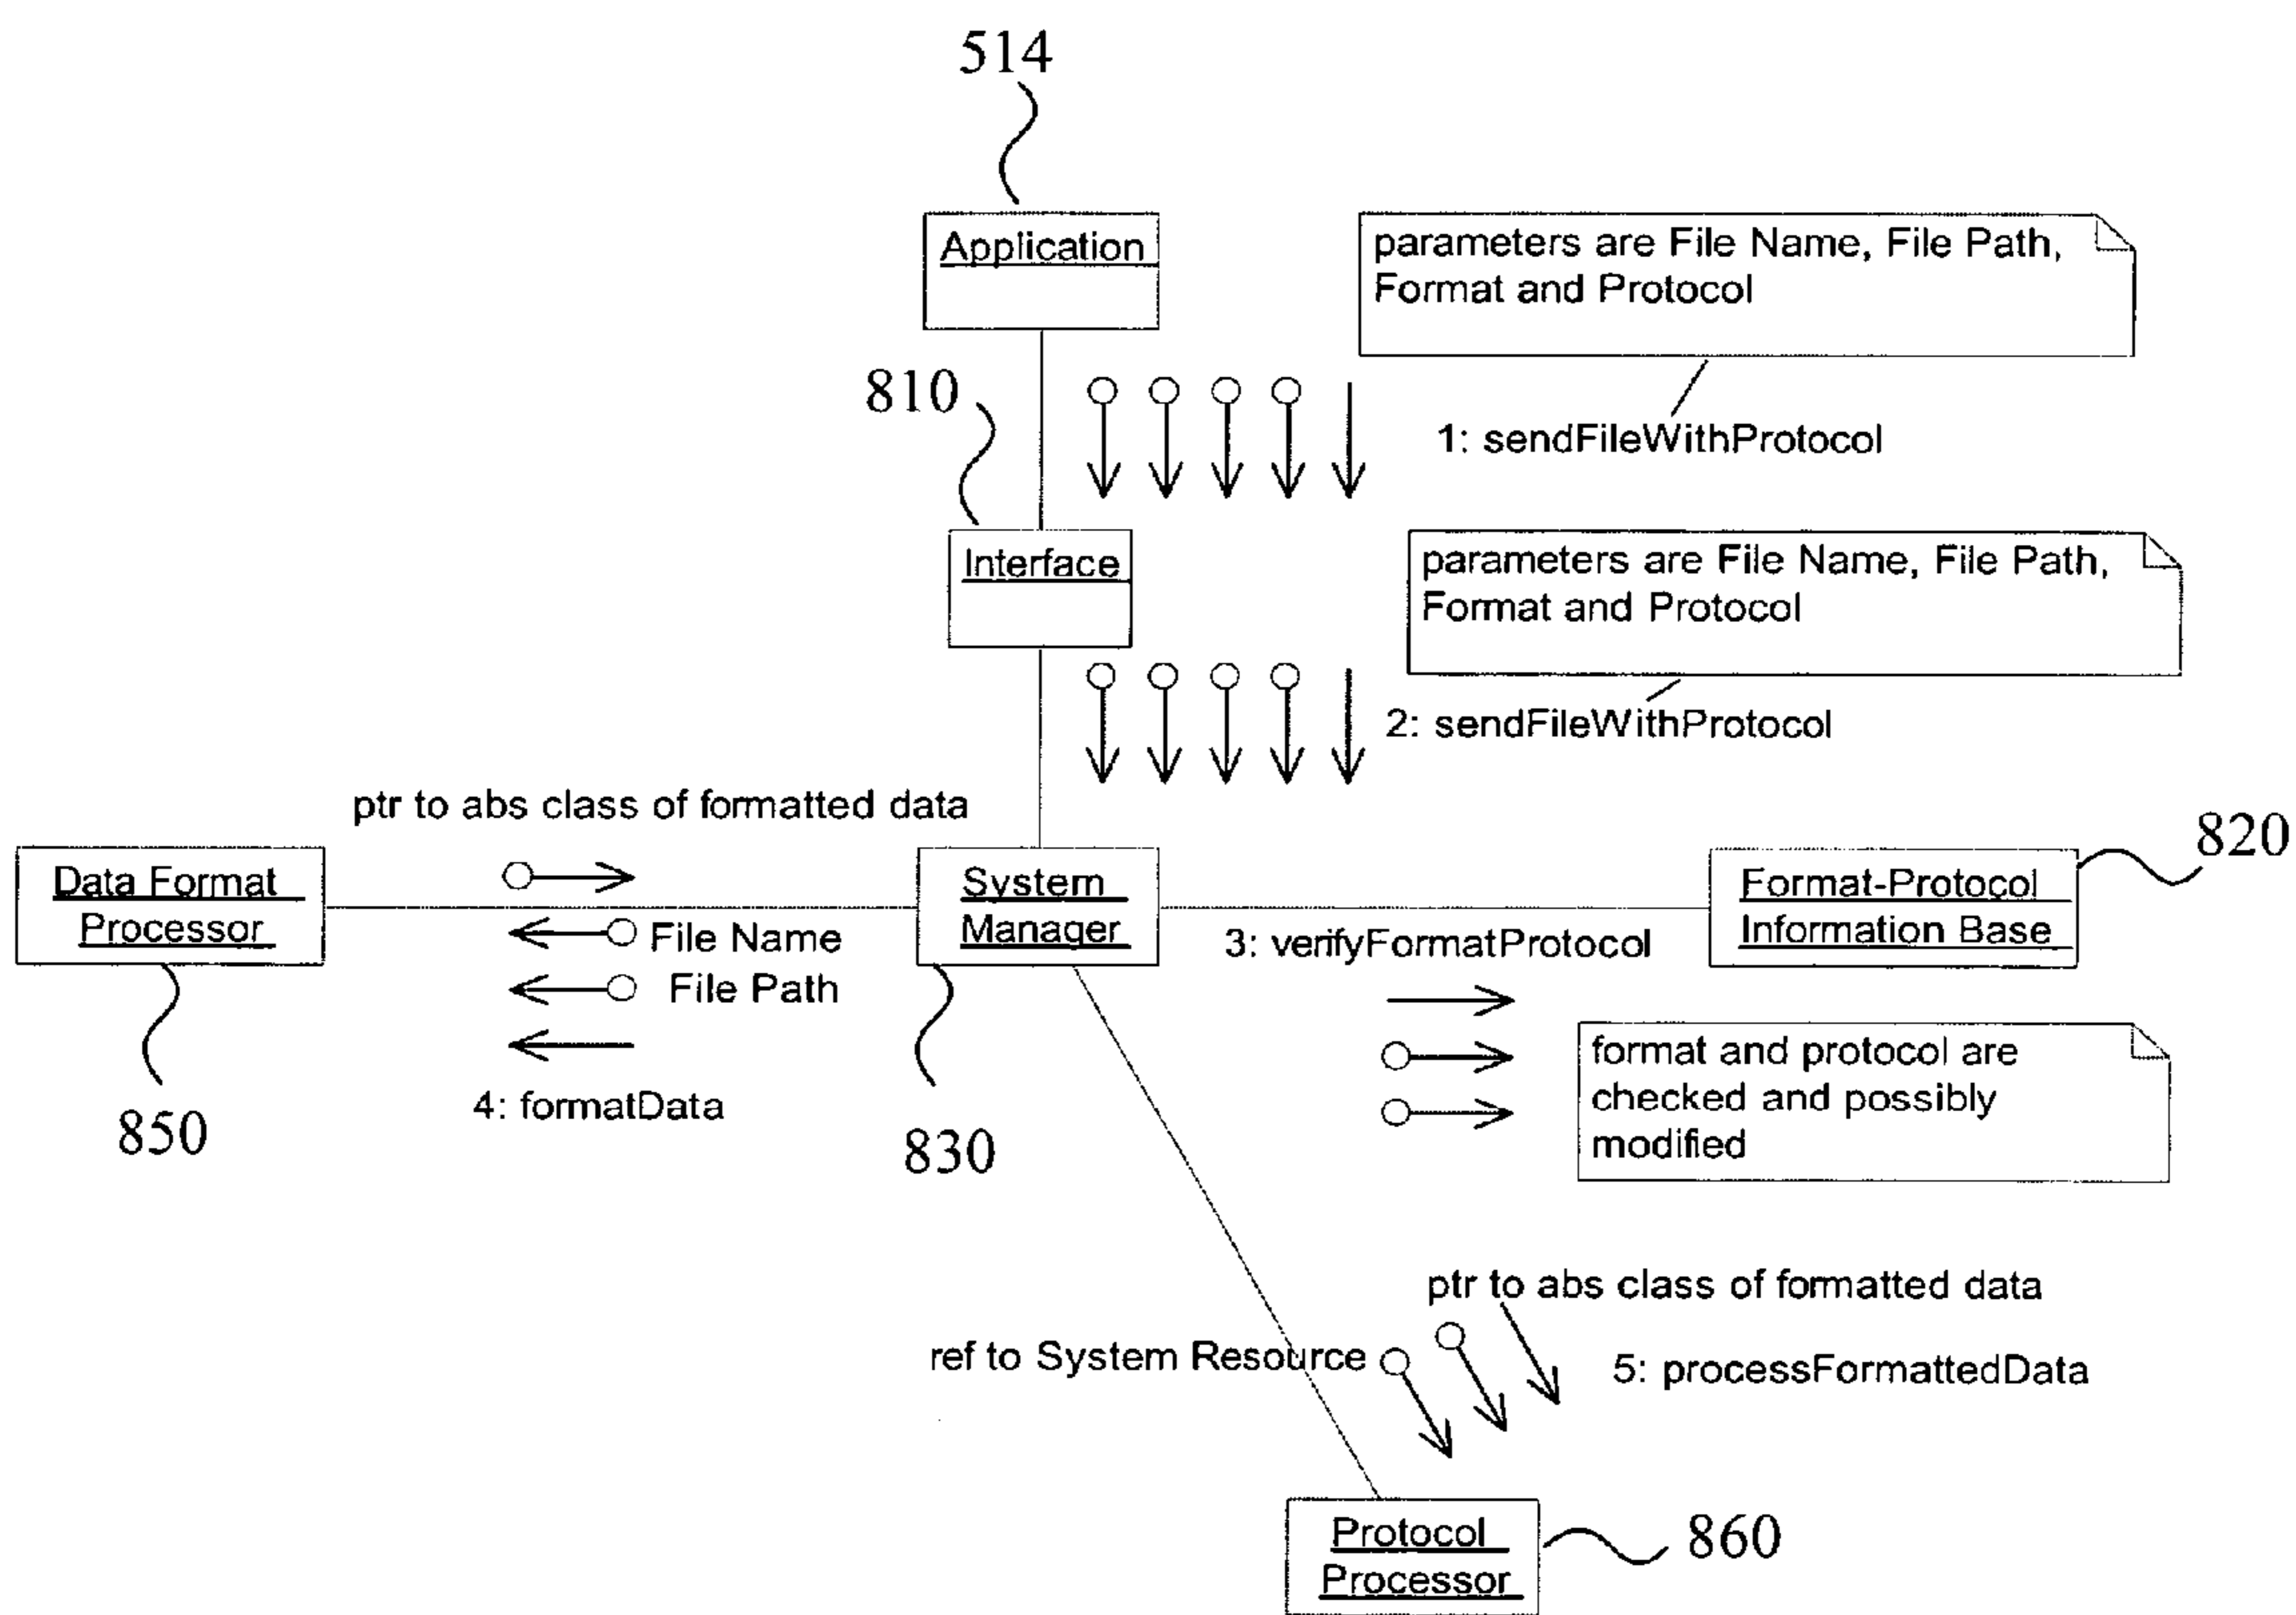 514
Application
parameters are File Name, File Path,
Format and Protocol
810
1: sendFileWithProtocol
Interface
parameters are File Name, File Path,
Format and Protocol
2: sendFileWithProtocol
ptr to abs class of formatted data
820
Data Format
Processor
System
Manager
Format-Protocol
Information Base
File Name
File Path
3: verifyFormatProtocol
format and protocol are
checked and possibly
modified
4: formatData
850
830
ptr to abs class of formatted data
ref to System Resource
5: processFormattedData
Protocol
Processor
860